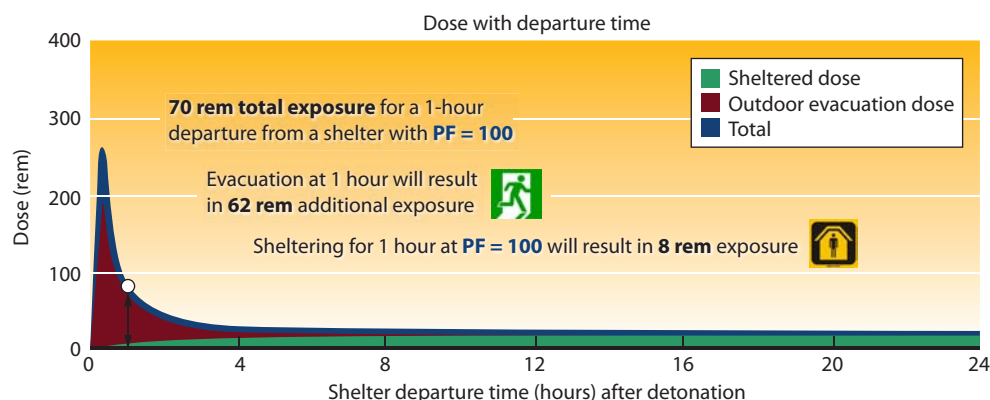 Dose with departure time
400
300
200
100
0
Dose (rem)
Sheltered dose
Outdoor evacuation dose
Total
70 rem total exposure for a 1-hour
departure from a shelter with PF = 100
Evacuation at 1 hour will result
in 62 rem additional exposure
Sheltering for 1 hour at PF = 100 will result in 8 rem exposure
0 4 8 12 16 20 24
Shelter departure time (hours) after detonation